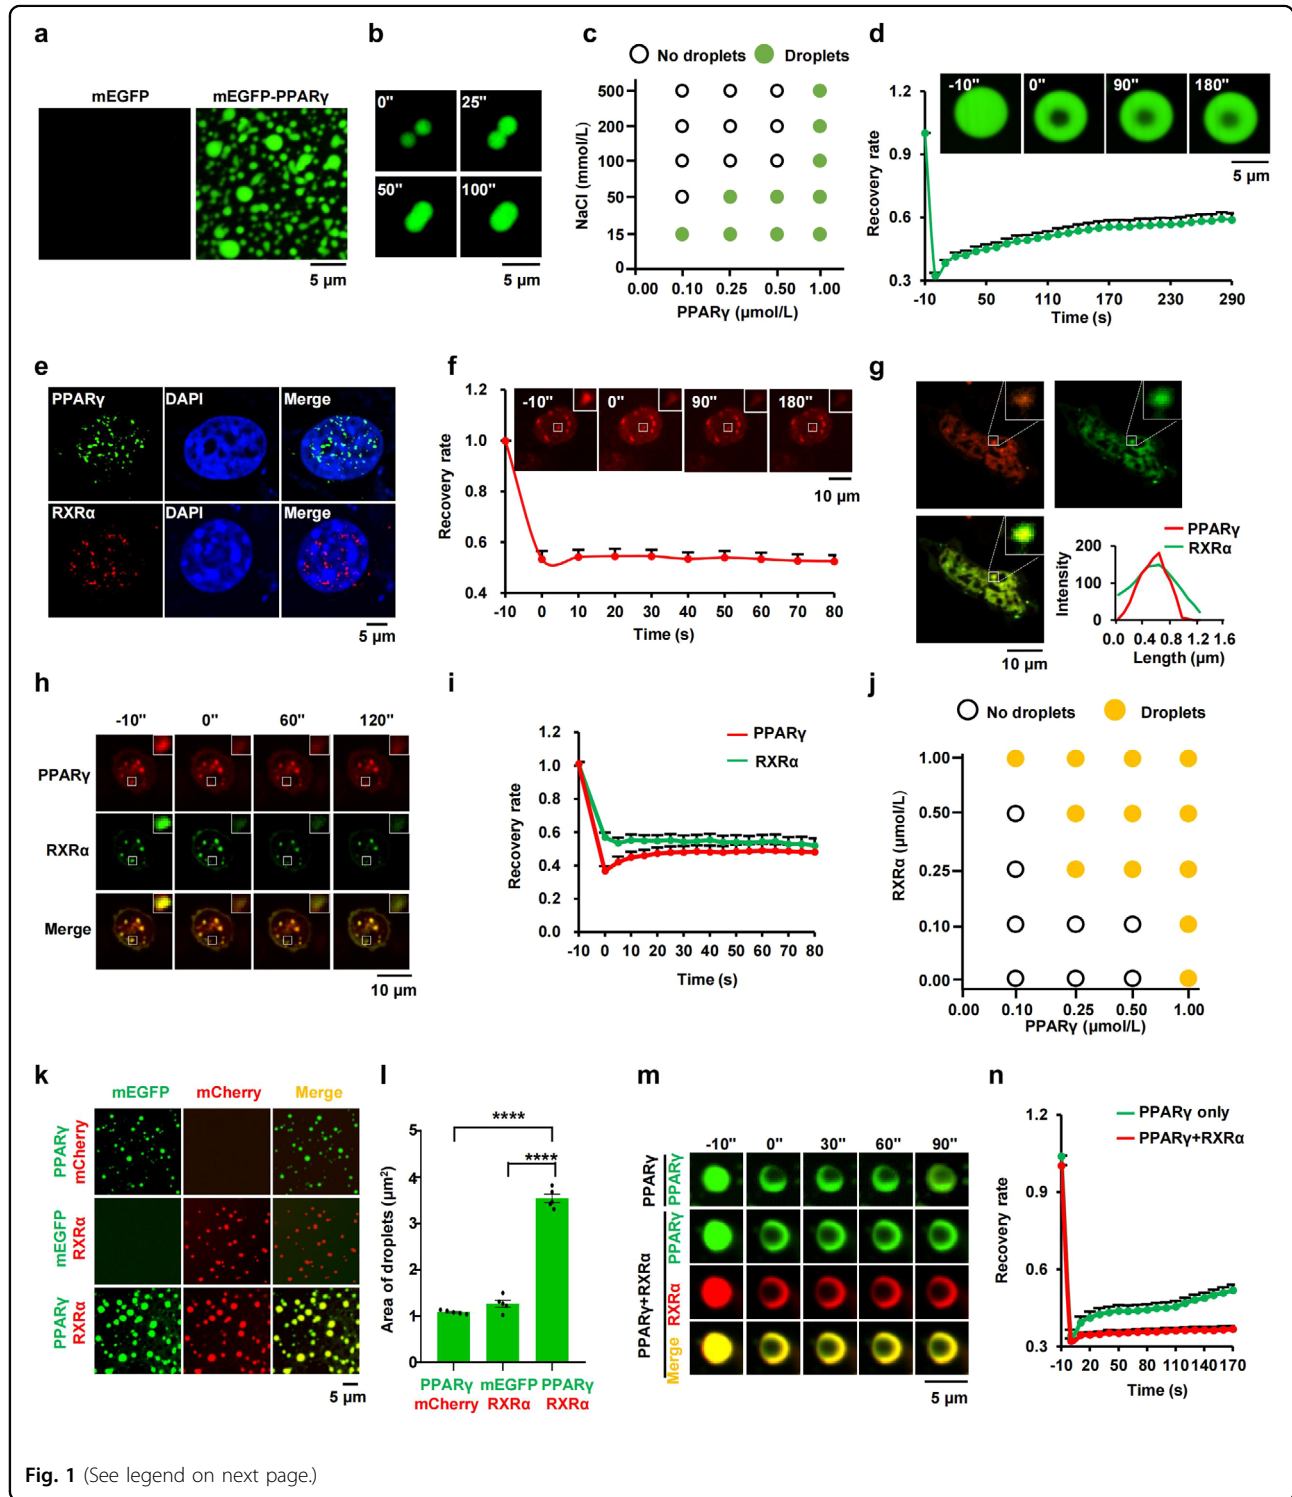 a
mEGFP mEGFP-PPARγ
5 µm
b
0" 25"
50" 100"
5 µm
c
No droplets Droplets
NaCl (mmol/L)
500
200
100
50
15
0
0.00 0.10 0.25 0.50 1.00
PPARγ (µmol/L)
d
-10" 0" 90" 180"
5 µm
Recovery rate
1.2
0.9
0.6
0.3
-10 50 110 170 230 290
Time (s)
e
PPARγ DAPI Merge
RXRα DAPI Merge
5 µm
f
-10" 0" 90" 180"
10 µm
Recovery rate
1.2
1.0
0.8
0.6
0.4
-10 0 10 20 30 40 50 60 70 80
Time (s)
g
10 µm
PPARγ
RXRα
Intensity
200
100
0
0.0 0.4 0.8 1.2 1.6
Length (µm)
h
-10" 0" 60" 120"
PPARγ
RXRα
Merge
10 µm
i
PPARγ
RXRα
Recovery rate
1.2
1.0
0.8
0.6
0.4
0.2
0.0
-10 0 10 20 30 40 50 60 70 80
Time (s)
j
No droplets Droplets
RXRα (µmol/L)
1.00
0.50
0.25
0.10
0.00
0.00 0.10 0.25 0.50 1.00
PPARγ (µmol/L)
k
mEGFP mCherry Merge
PPARγ
mCherry
mEGFP
RXRα
PPARγ
RXRα
5 µm
l
****
****
Area of droplets (µm²)
5
4
3
2
1
0
PPARγ mEGFP PPARγ
mCherry RXRα RXRα
m
-10" 0" 30" 60" 90"
PPARγ
PPARγ
PPARγ+RXRα
PPARγ
RXRα
Merge
5 µm
n
PPARγ only
PPARγ+RXRα
Recovery rate
1.2
0.9
0.6
0.3
-10 20 50 80 110 140 170
Time (s)
Fig. 1 (See legend on next page.)